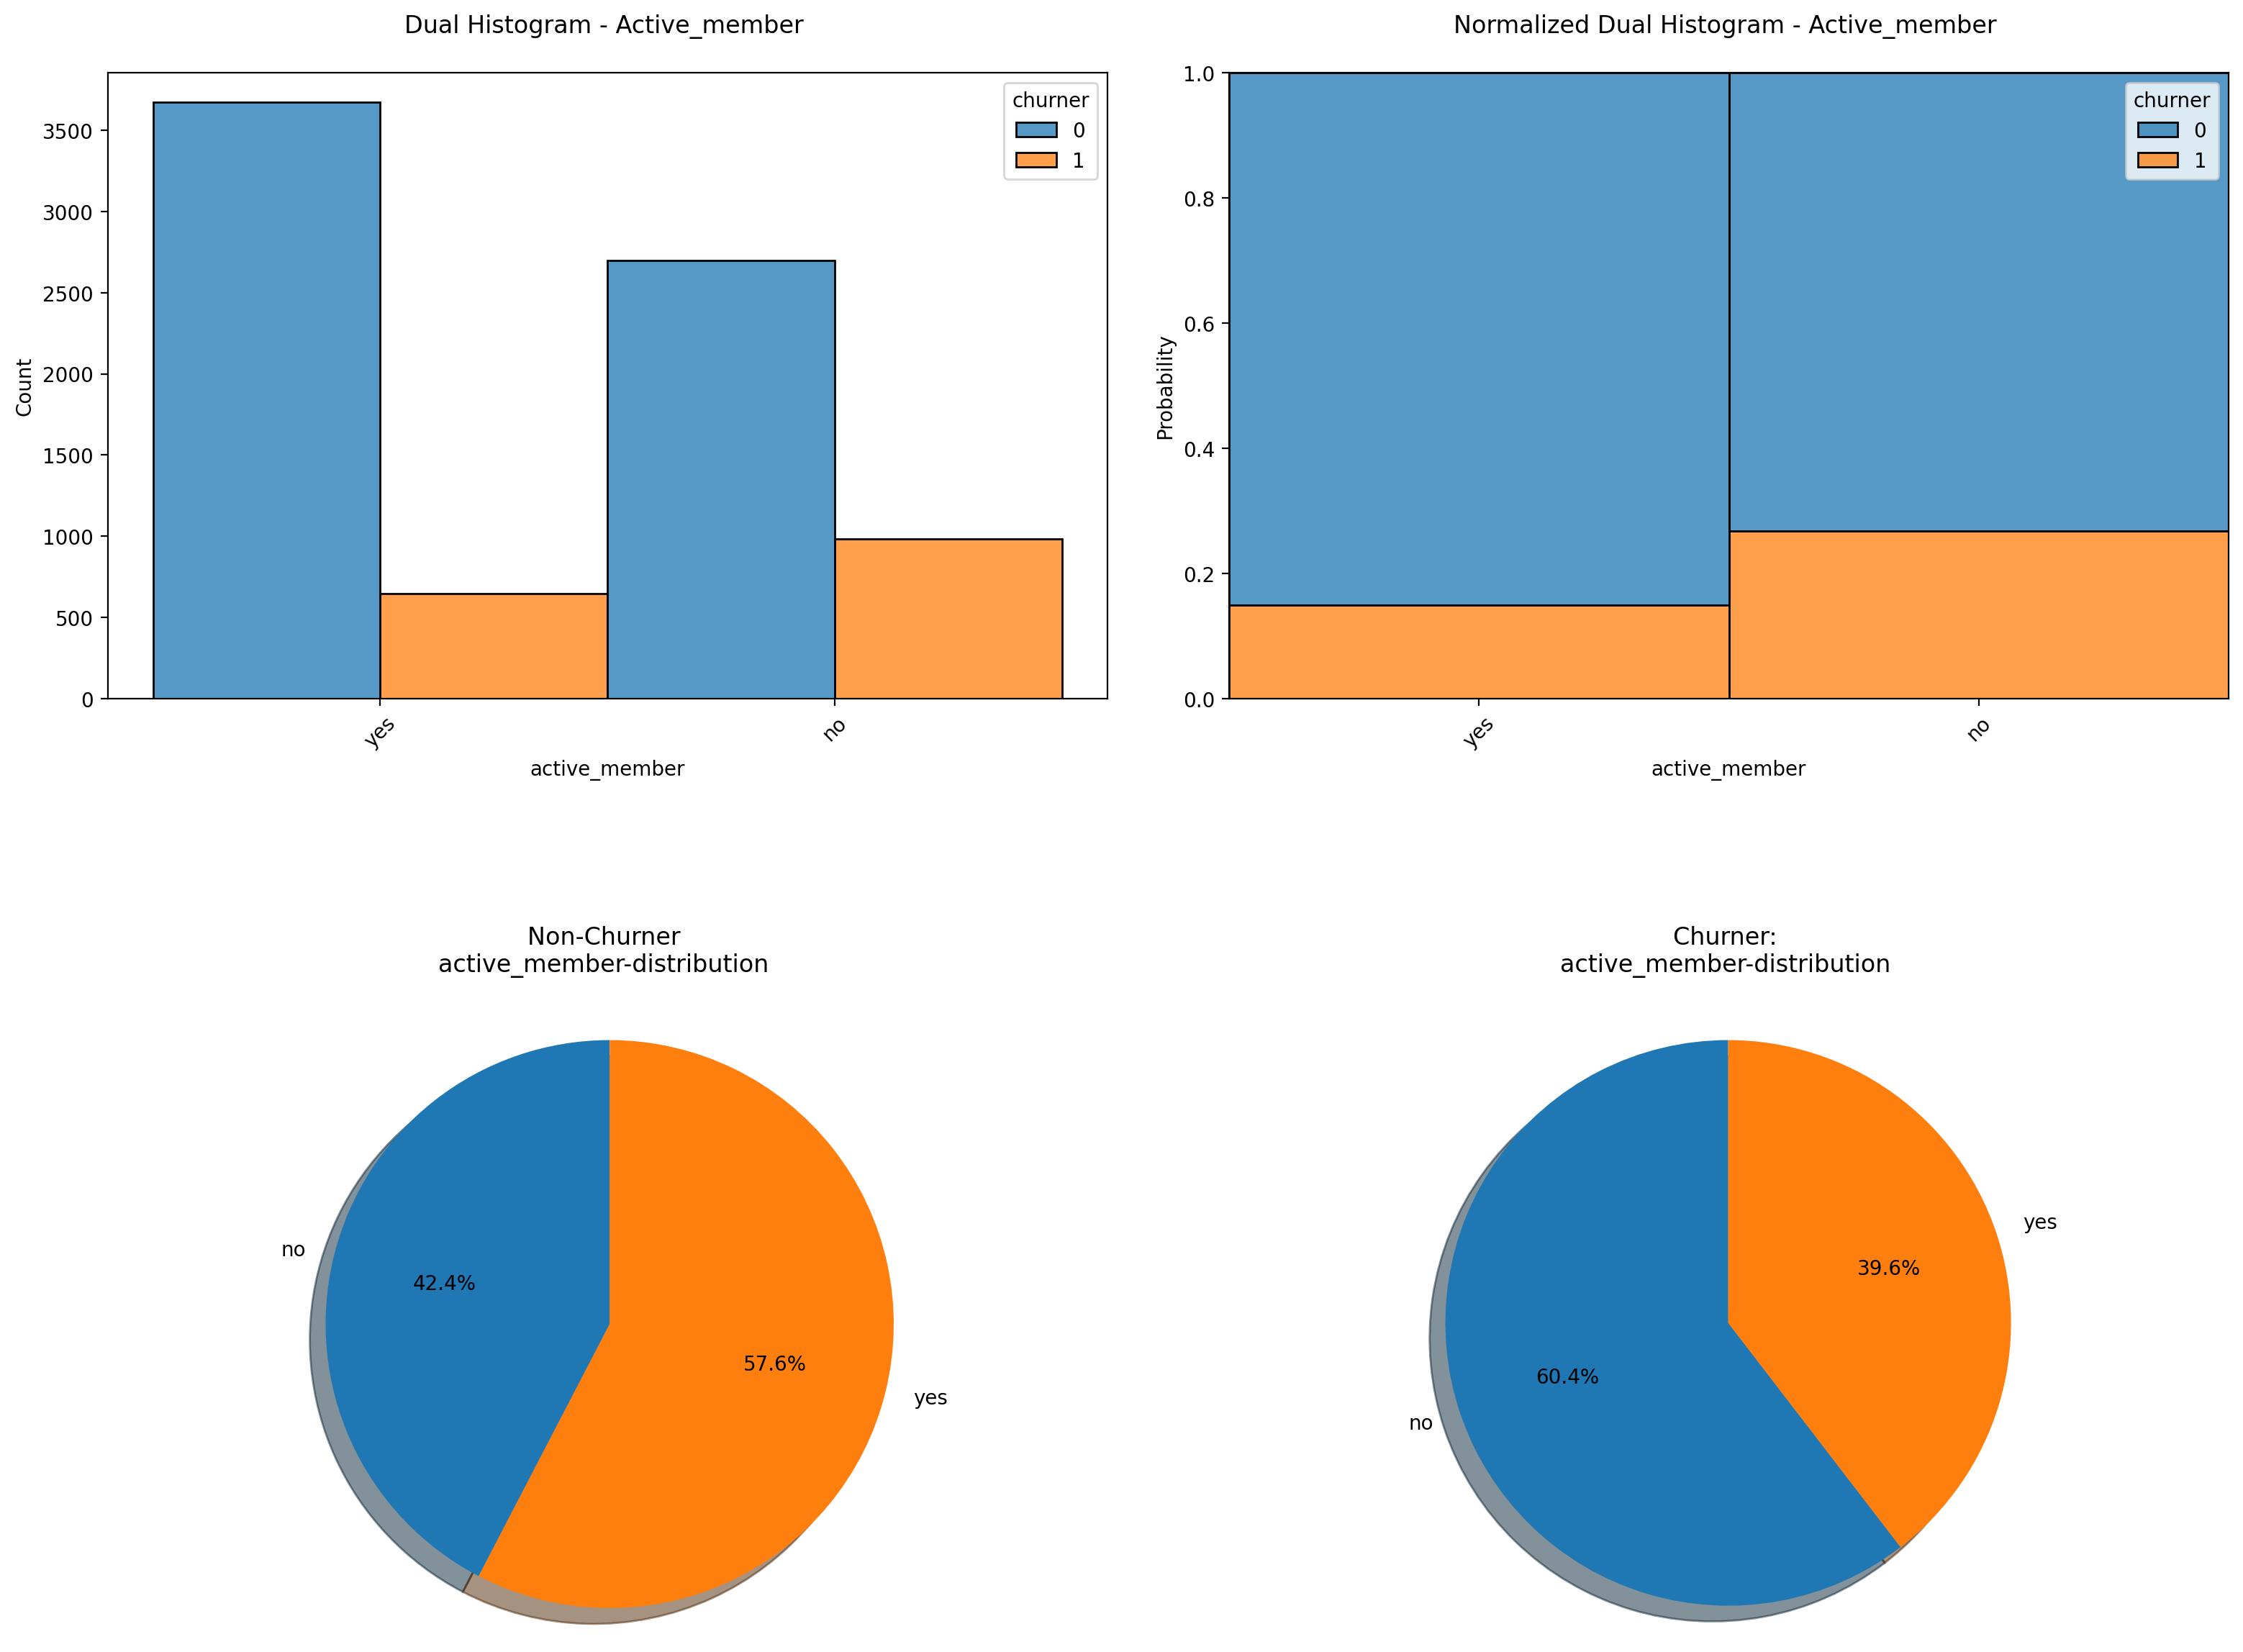 Dual Histogram - Active_member
churner
0
1
3500
3000
2500
2000
1500
1000
500
0
Count
yes
no
active_member
Normalized Dual Histogram - Active_member
churner
0
1
1.0
0.8
0.6
0.4
0.2
0.0
Probability
yes
no
active_member
Non-Churner
active_member-distribution
no
42.4%
57.6%
yes
Churner:
active_member-distribution
yes
39.6%
60.4%
no